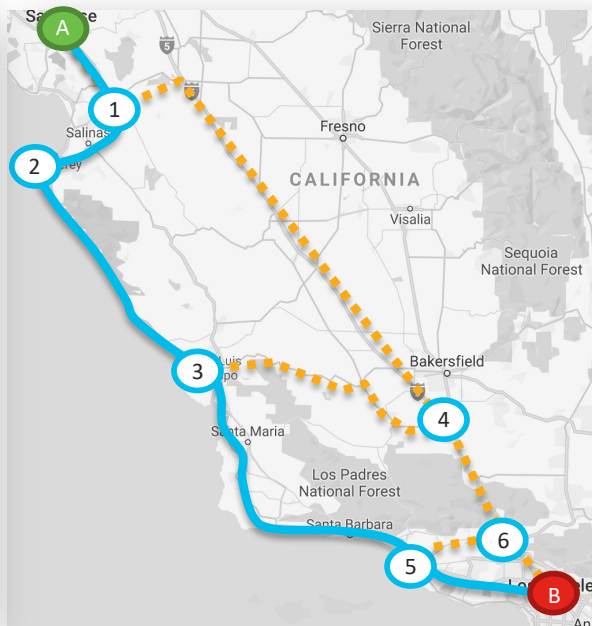 A
Sierra National
Forest
5
1
Salinas
Fresno
2
CALIFORNIA
Visalia
Sequoia
National Forest
3
Bakersfield
4
Santa Maria
Los Padres
National Forest
Santa Barbara
6
5
B